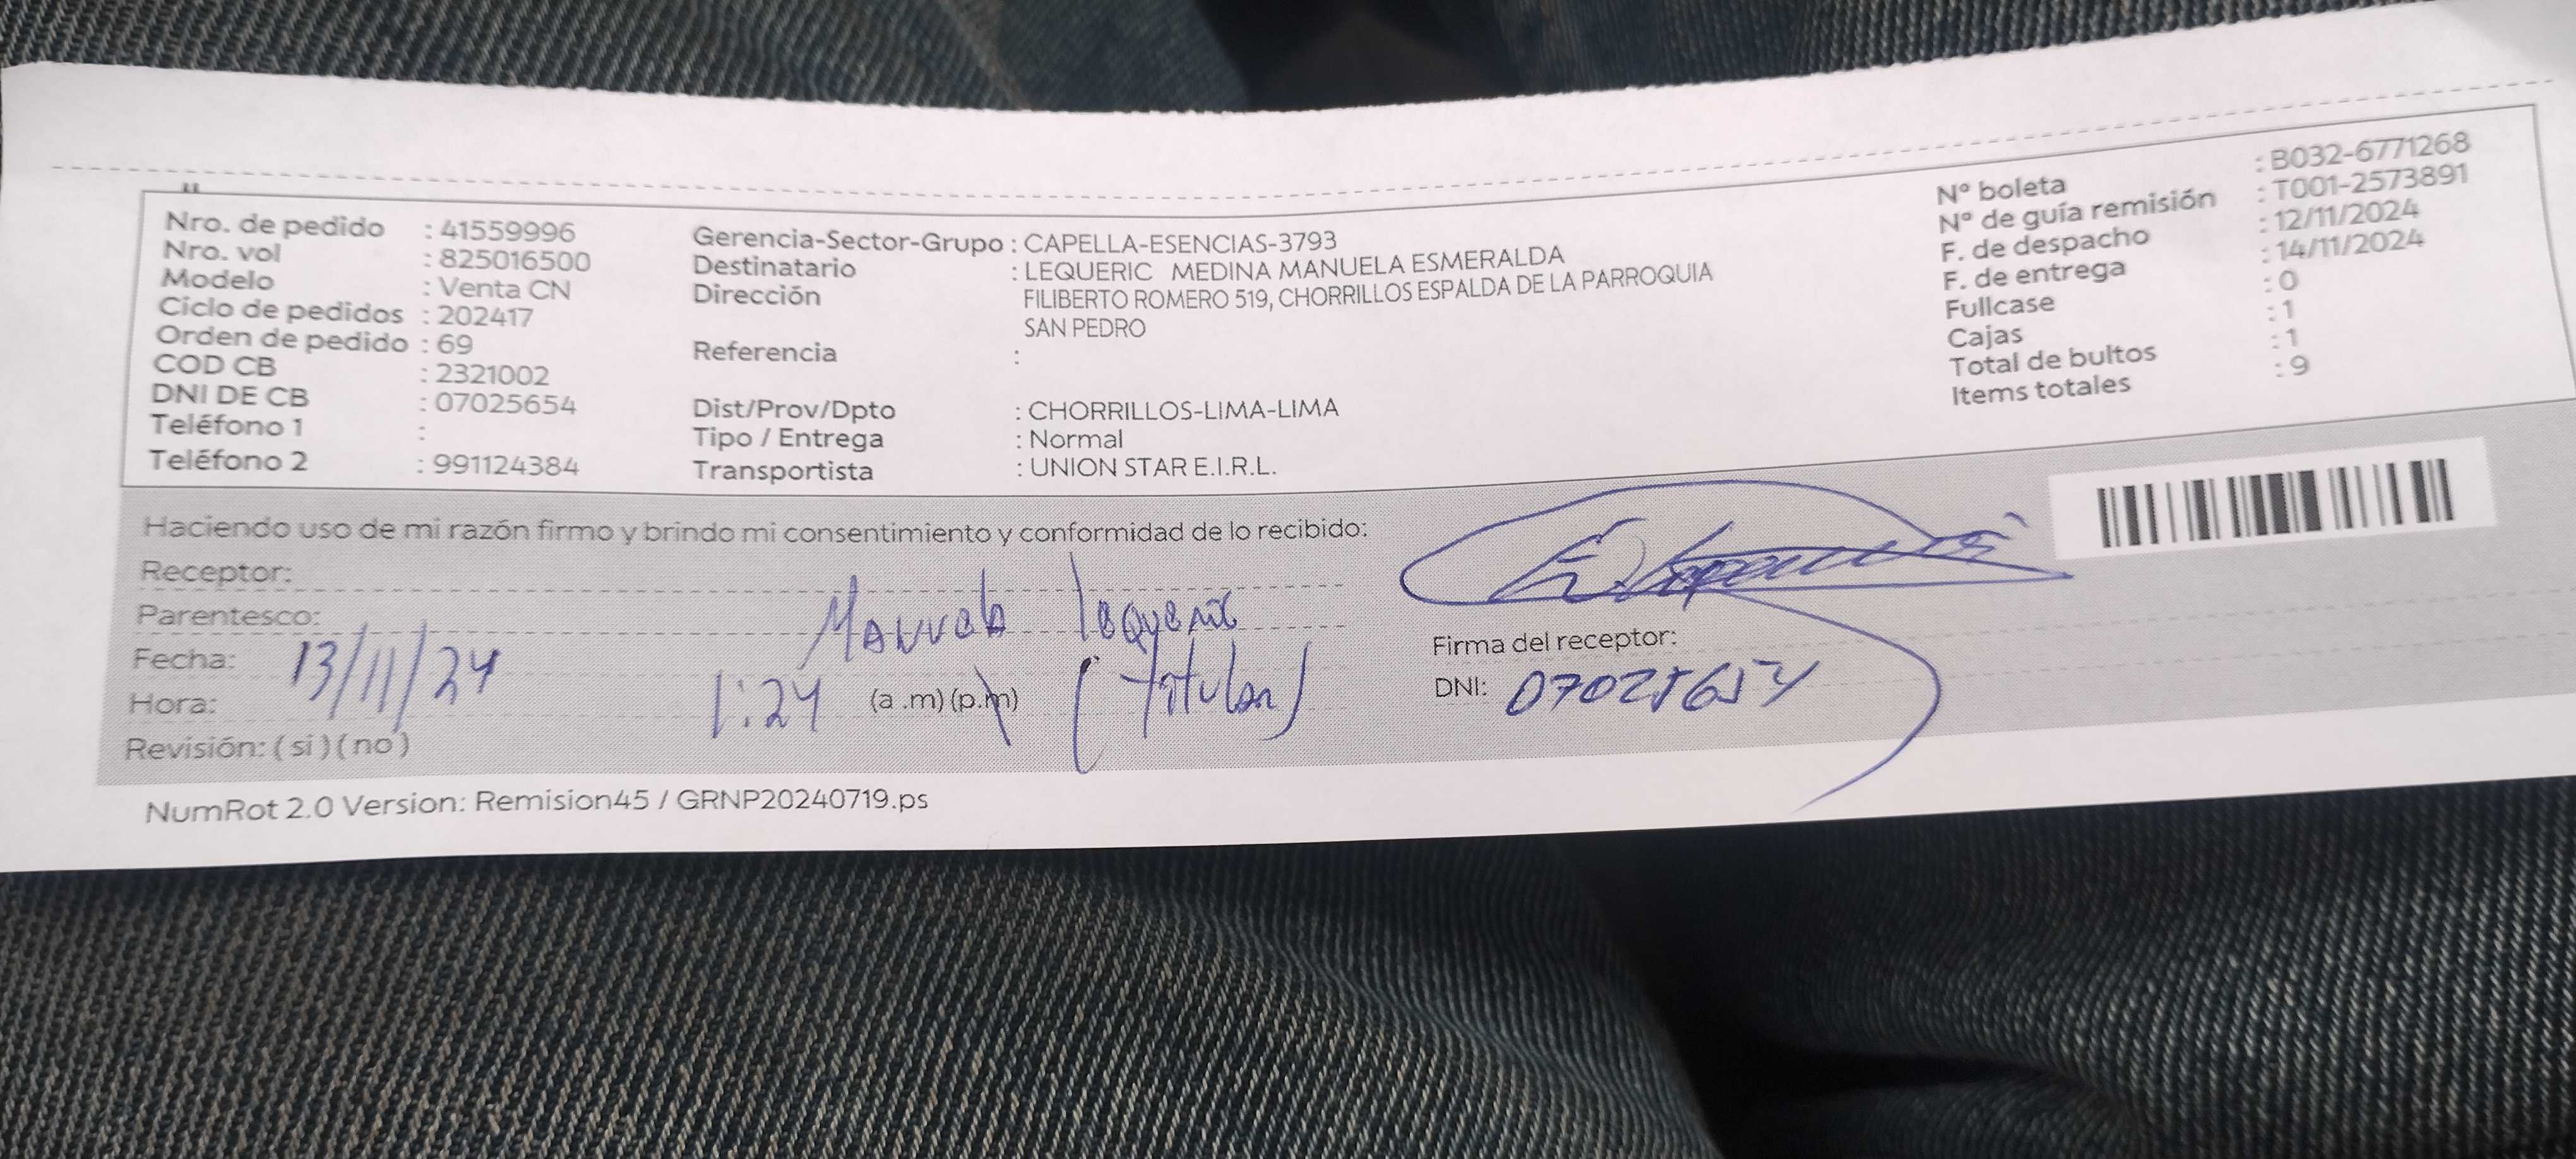 Nro. de pedido : 41559996
Nro. vol : 825016500
Modelo : Venta CN
Ciclo de pedidos : 202417
Orden de pedido : 69
COD CB : 2321002
DNI DE CB : 07025654
Teléfono 1 :
Teléfono 2 : 991124384
Gerencia-Sector-Grupo : CAPELLA-ESENCIAS-3793
Destinatario : LEQUERIC MEDINA MANUELA ESMERALDA
Dirección FILIBERTO ROMERO 519, CHORRILLOS ESPALDA DE LA PARROQUIA
SAN PEDRO
Referencia :
Dist/Prov/Dpto : CHORRILLOS-LIMA-LIMA
Tipo / Entrega : Normal
Transportista : UNION STAR E.I.R.L.
N° boleta : B032-6771268
N° de guía remisión : T001-2573891
F. de despacho : 12/11/2024
F. de entrega : 14/11/2024
Fullcase : 0
Cajas : 1
Total de bultos : 1
Items totales : 9
Haciendo uso de mi razón firmo y brindo mi consentimiento y conformidad de lo recibido:
Receptor:
Parentesco: Manuela Lequeric
Fecha: 13/11/24
Hora: 1:24 (a .m) (p.m) (titular)
Revisión: ( si ) ( no )
Firma del receptor:
DNI: 07025654
NumRot 2.0 Version: Remision45 / GRNP20240719.ps